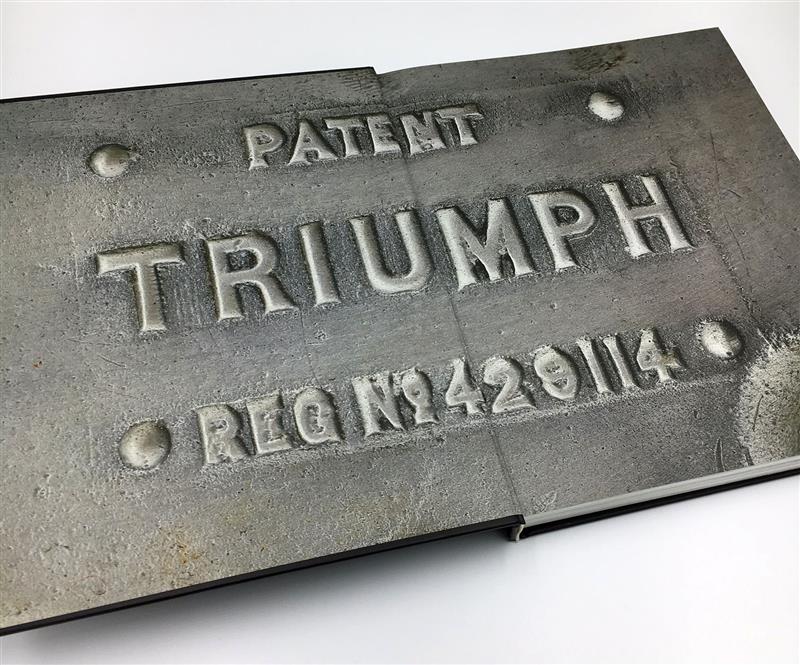 PATENT
TRIUMPH
REG Nº 429114